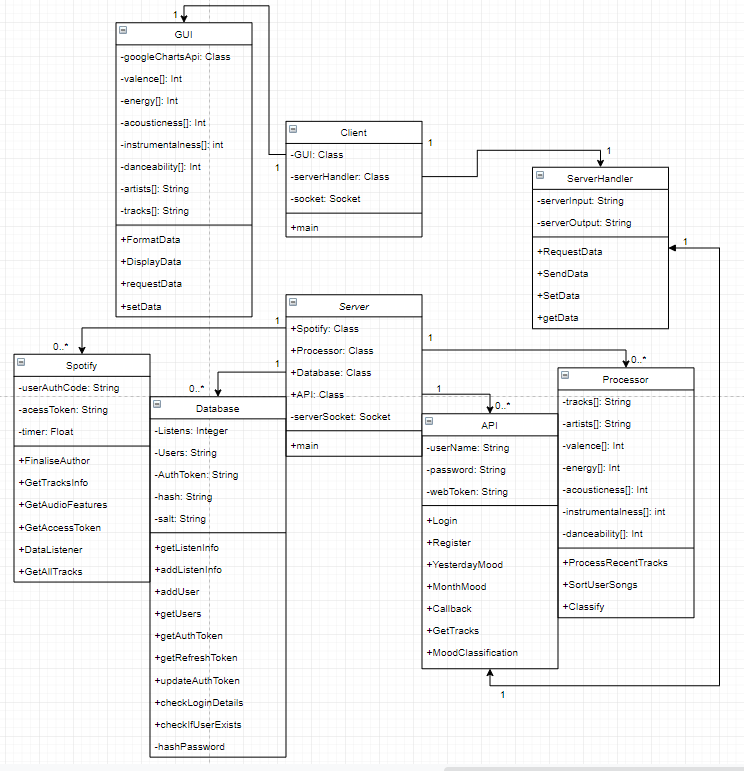 1
GUI
-googleChartsApi: Class
-valence[]: Int
-energy[]: Int
-acousticness[]: Int
-instrumentalness[]: int
-danceability[]: Int
-artists[]: String
-tracks[]: String
+FormatData
+DisplayData
+requestData
+setData
1
Client
-GUI: Class
-serverHandler: Class
-socket: Socket
+main
1
1
ServerHandler
-serverInput: String
-serverOutput: String
+RequestData
+SendData
+SetData
+getData
1
Server
+Spotify: Class
+Processor: Class
+Database: Class
+API: Class
-serverSocket: Socket
+main
1
0..*
1
0..*
1
0..*
1
0..*
Spotify
-userAuthCode: String
-acessToken: String
-timer: Float
+FinaliseAuthor
+GetTracksInfo
+GetAudioFeatures
+GetAccessToken
+DataListener
+GetAllTracks
Database
-Listens: Integer
-Users: String
-AuthToken: String
-hash: String
-salt: String
+getListenInfo
+addListenInfo
+addUser
+getUsers
+getAuthToken
+getRefreshToken
+updateAuthToken
+checkLoginDetails
+checkIfUserExists
-hashPassword
API
-userName: String
-password: String
-webToken: String
+Login
+Register
+YesterdayMood
+MonthMood
+Callback
+GetTracks
+MoodClassification
1
Processor
-tracks[]: String
-artists[]: String
-valence[]: Int
-energy[]: Int
-acousticness[]: Int
-instrumentalness[]: int
-danceability[]: Int
+ProcessRecentTracks
+SortUserSongs
+Classify